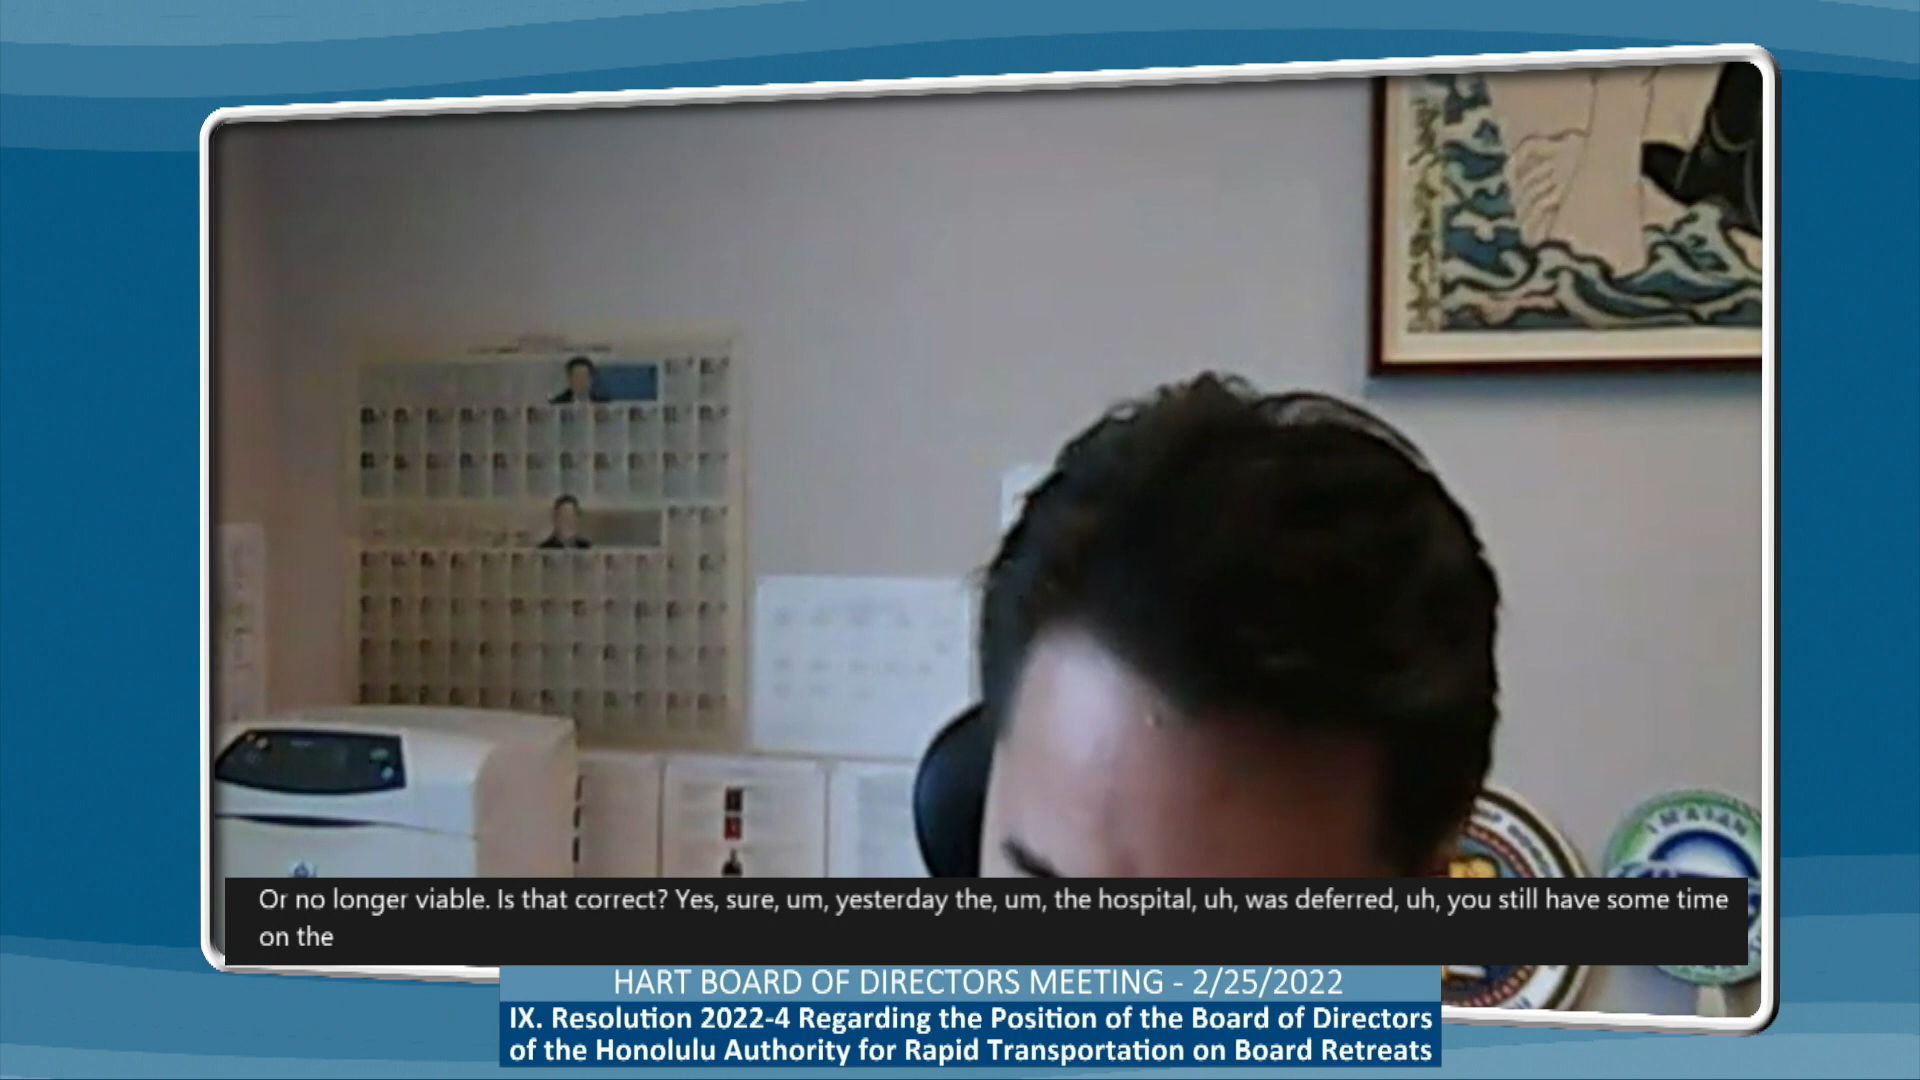 Or no longer viable. Is that correct? Yes, sure, um, yesterday the, um, the hospital, uh, was deferred, uh, you still have some time
on the
HART BOARD OF DIRECTORS MEETING - 2/25/2022
IX. Resolution 2022-4 Regarding the Position of the Board of Directors
of the Honolulu Authority for Rapid Transportation on Board Retreats